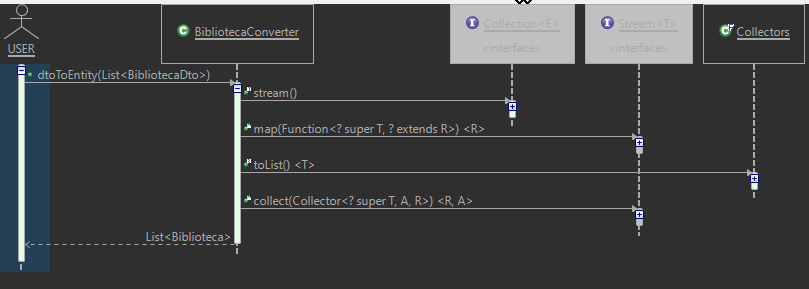 USER
BibliotecaConverter
Collection<E>
«interface»
Stream<T>
«interface»
Collectors
dtoToEntity(List<BibliotecaDto>)
stream()
map(Function<? super T, ? extends R>) <R>
toList() <T>
collect(Collector<? super T, A, R>) <R, A>
List<Biblioteca>